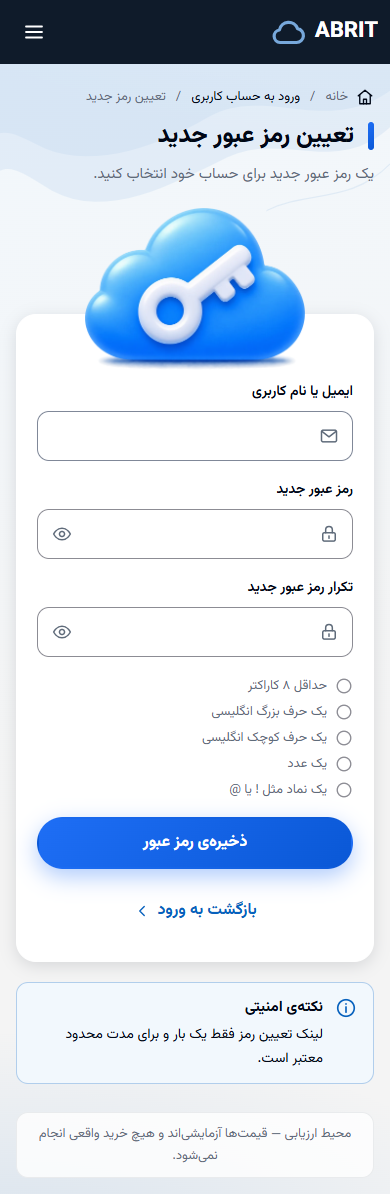 ABRIT
خانه / ورود به حساب کاربری / تعیین رمز جدید
تعیین رمز عبور جدید
یک رمز عبور جدید برای حساب خود انتخاب کنید.
ایمیل یا نام کاربری
رمز عبور جدید
تکرار رمز عبور جدید
حداقل ۸ کاراکتر
یک حرف بزرگ انگلیسی
یک حرف کوچک انگلیسی
یک عدد
یک نماد مثل ! یا @
ذخیره‌ی رمز عبور
بازگشت به ورود
نکته‌ی امنیتی
لینک تعیین رمز فقط یک بار و برای مدت محدود
معتبر است.
محیط ارزیابی — قیمت‌ها آزمایشی‌اند و هیچ خرید واقعی انجام
نمی‌شود.